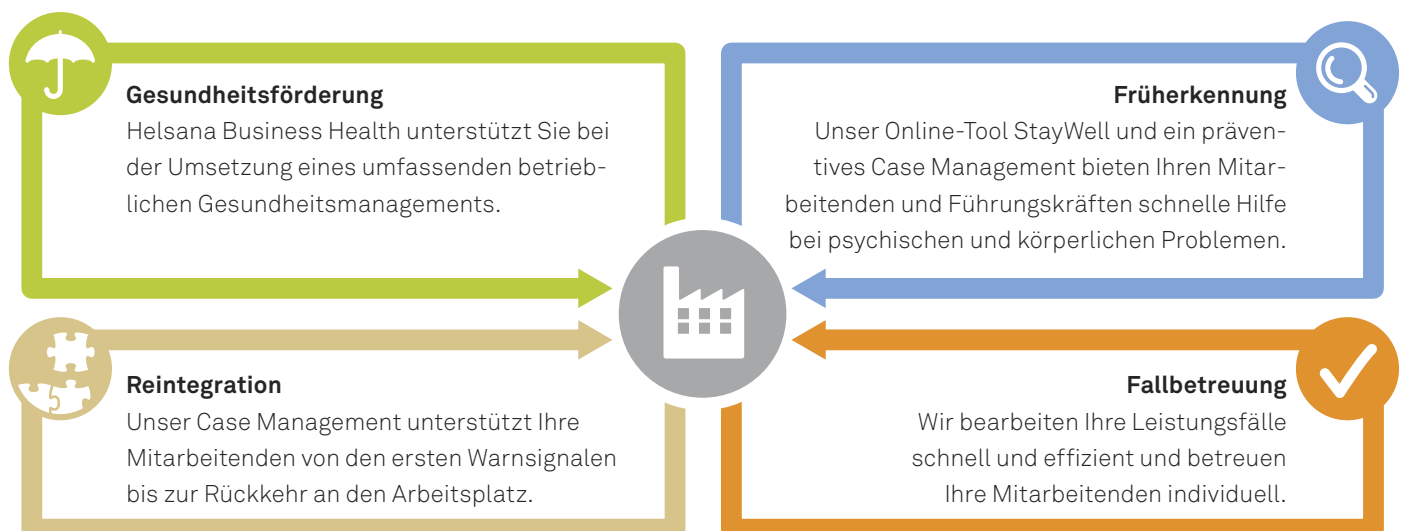 Gesundheitsförderung
Helsana Business Health unterstützt Sie bei
der Umsetzung eines umfassenden betrieb-
lichen Gesundheitsmanagements.
Früherkennung
Unser Online-Tool StayWell und ein präven-
tives Case Management bieten Ihren Mitar-
beitenden und Führungskräften schnelle Hilfe
bei psychischen und körperlichen Problemen.
Reintegration
Unser Case Management unterstützt Ihre
Mitarbeitenden von den ersten Warnsignalen
bis zur Rückkehr an den Arbeitsplatz.
Fallbetreuung
Wir bearbeiten Ihre Leistungsfälle
schnell und effizient und betreuen
Ihre Mitarbeitenden individuell.